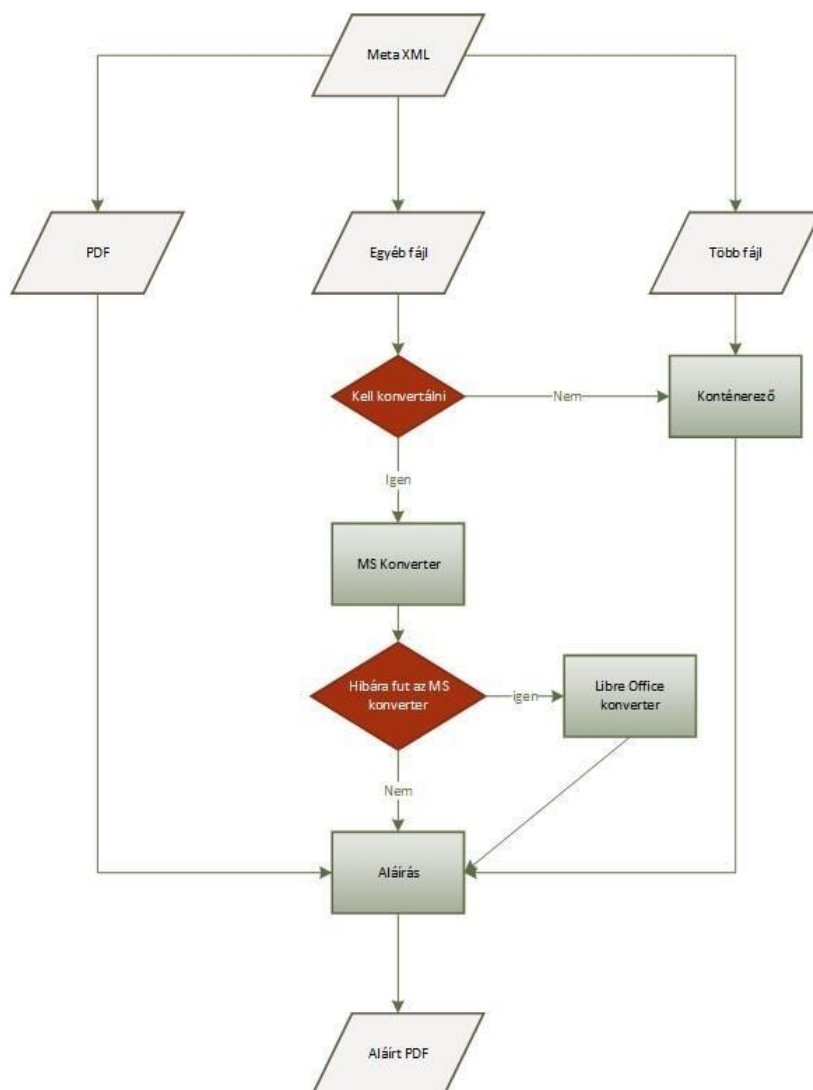 Meta XML
PDF
Egyéb fájl
Több fájl
Kell konvertálni
Nem
Konténerező
Igen
MS Konverter
Hibára fut az MS
konverter
igen
Libre Office
konverter
Nem
Aláírás
Aláírt PDF